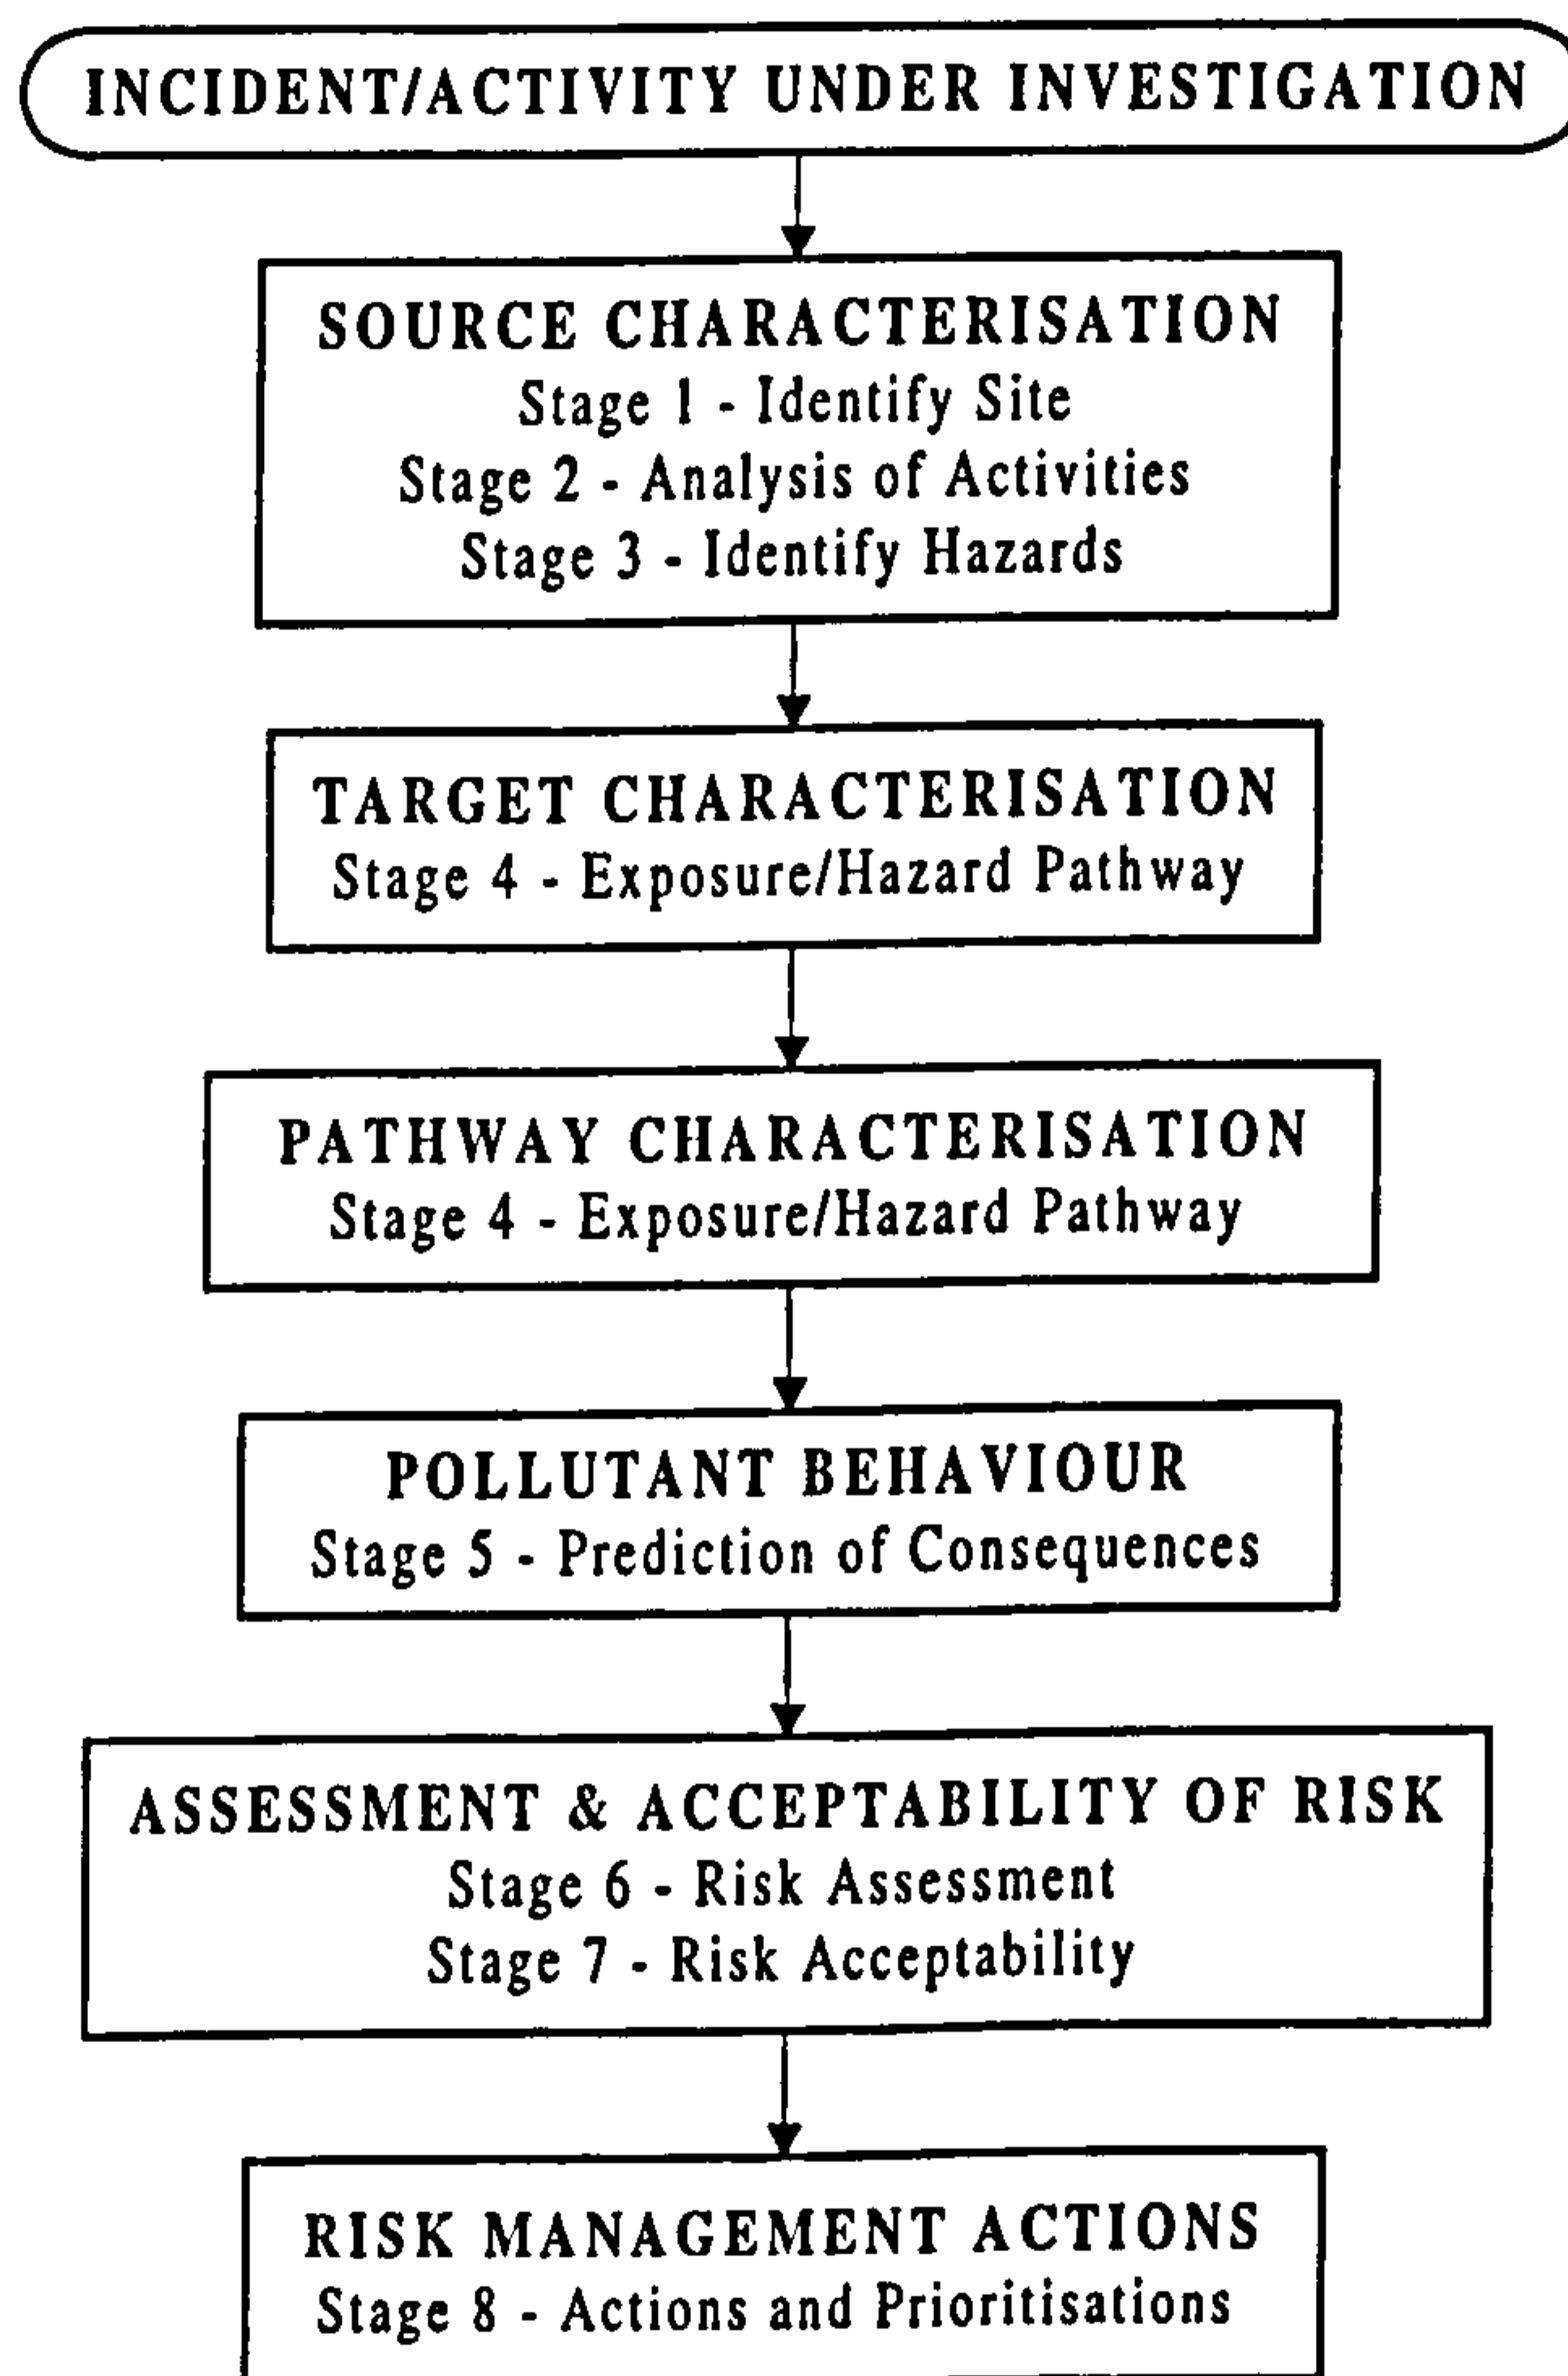 INCIDENT/ACTIVITY UNDER INVESTIGATION
SOURCE CHARACTERISATION
Stage 1 - Identify Site
Stage 2 - Analysis of Activities
Stage 3 - Identify Hazards
TARGET CHARACTERISATION
Stage 4 - Exposure/Hazard Pathway
PATHWAY CHARACTERISATION
Stage 4 - Exposure/Hazard Pathway
POLLUTANT BEHAVIOUR
Stage 5 - Prediction of Consequences
ASSESSMENT & ACCEPTABILITY OF RISK
Stage 6 - Risk Assessment
Stage 7 - Risk Acceptability
RISK MANAGEMENT ACTIONS
Stage 8 - Actions and Prioritisations